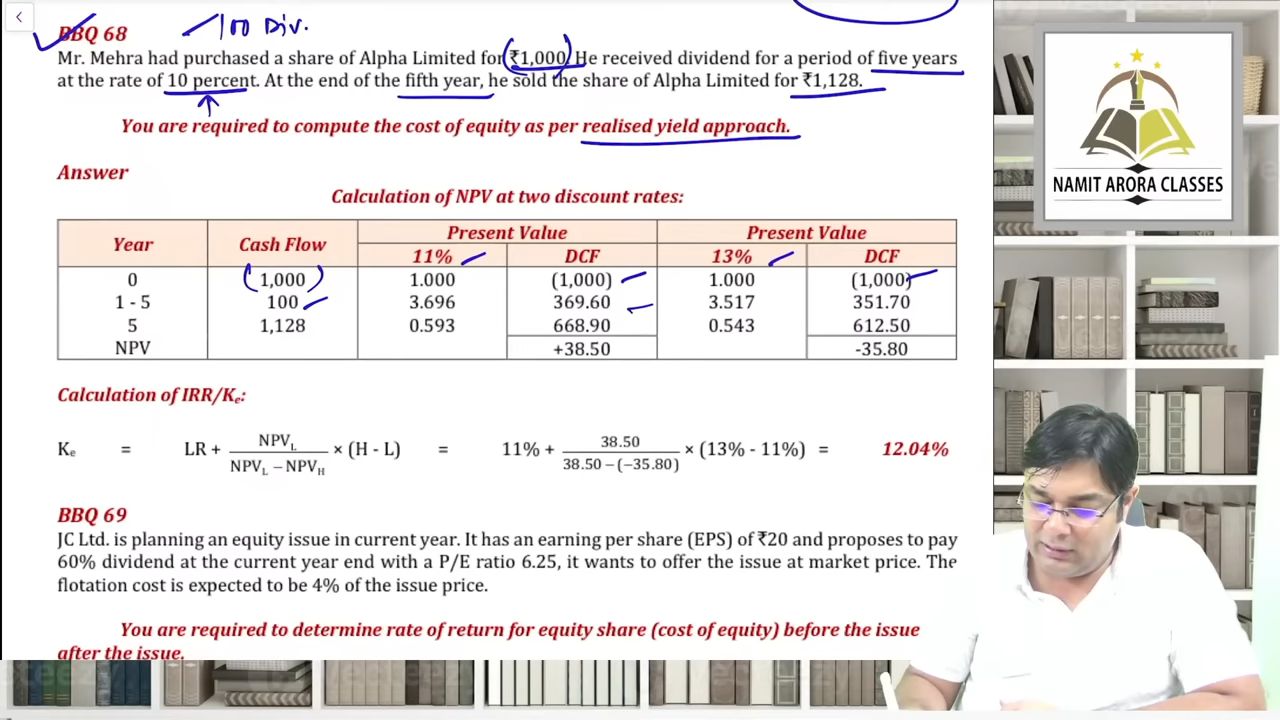 100 Div.
BBQ 68
Mr. Mehra had purchased a share of Alpha Limited for ₹1,000. He received dividend for a period of five years
at the rate of 10 percent. At the end of the fifth year, he sold the share of Alpha Limited for ₹1,128.
You are required to compute the cost of equity as per realised yield approach.
Answer
Calculation of NPV at two discount rates:
Year Cash Flow Present Value Present Value
11% DCF 13% DCF
0 (1,000) 1.000 (1,000) 1.000 (1,000)
1 - 5 100 3.696 369.60 3.517 351.70
5 1,128 0.593 668.90 0.543 612.50
NPV +38.50 -35.80
Calculation of IRR/Ke:
Ke = LR + NPVL / NPVL – NPVH × (H - L) = 11% + 38.50 / 38.50 – (–35.80) × (13% - 11%) = 12.04%
BBQ 69
JC Ltd. is planning an equity issue in current year. It has an earning per share (EPS) of ₹20 and proposes to pay
60% dividend at the current year end with a P/E ratio 6.25, it wants to offer the issue at market price. The
flotation cost is expected to be 4% of the issue price.
You are required to determine rate of return for equity share (cost of equity) before the issue
after the issue.
NAMIT ARORA CLASSES